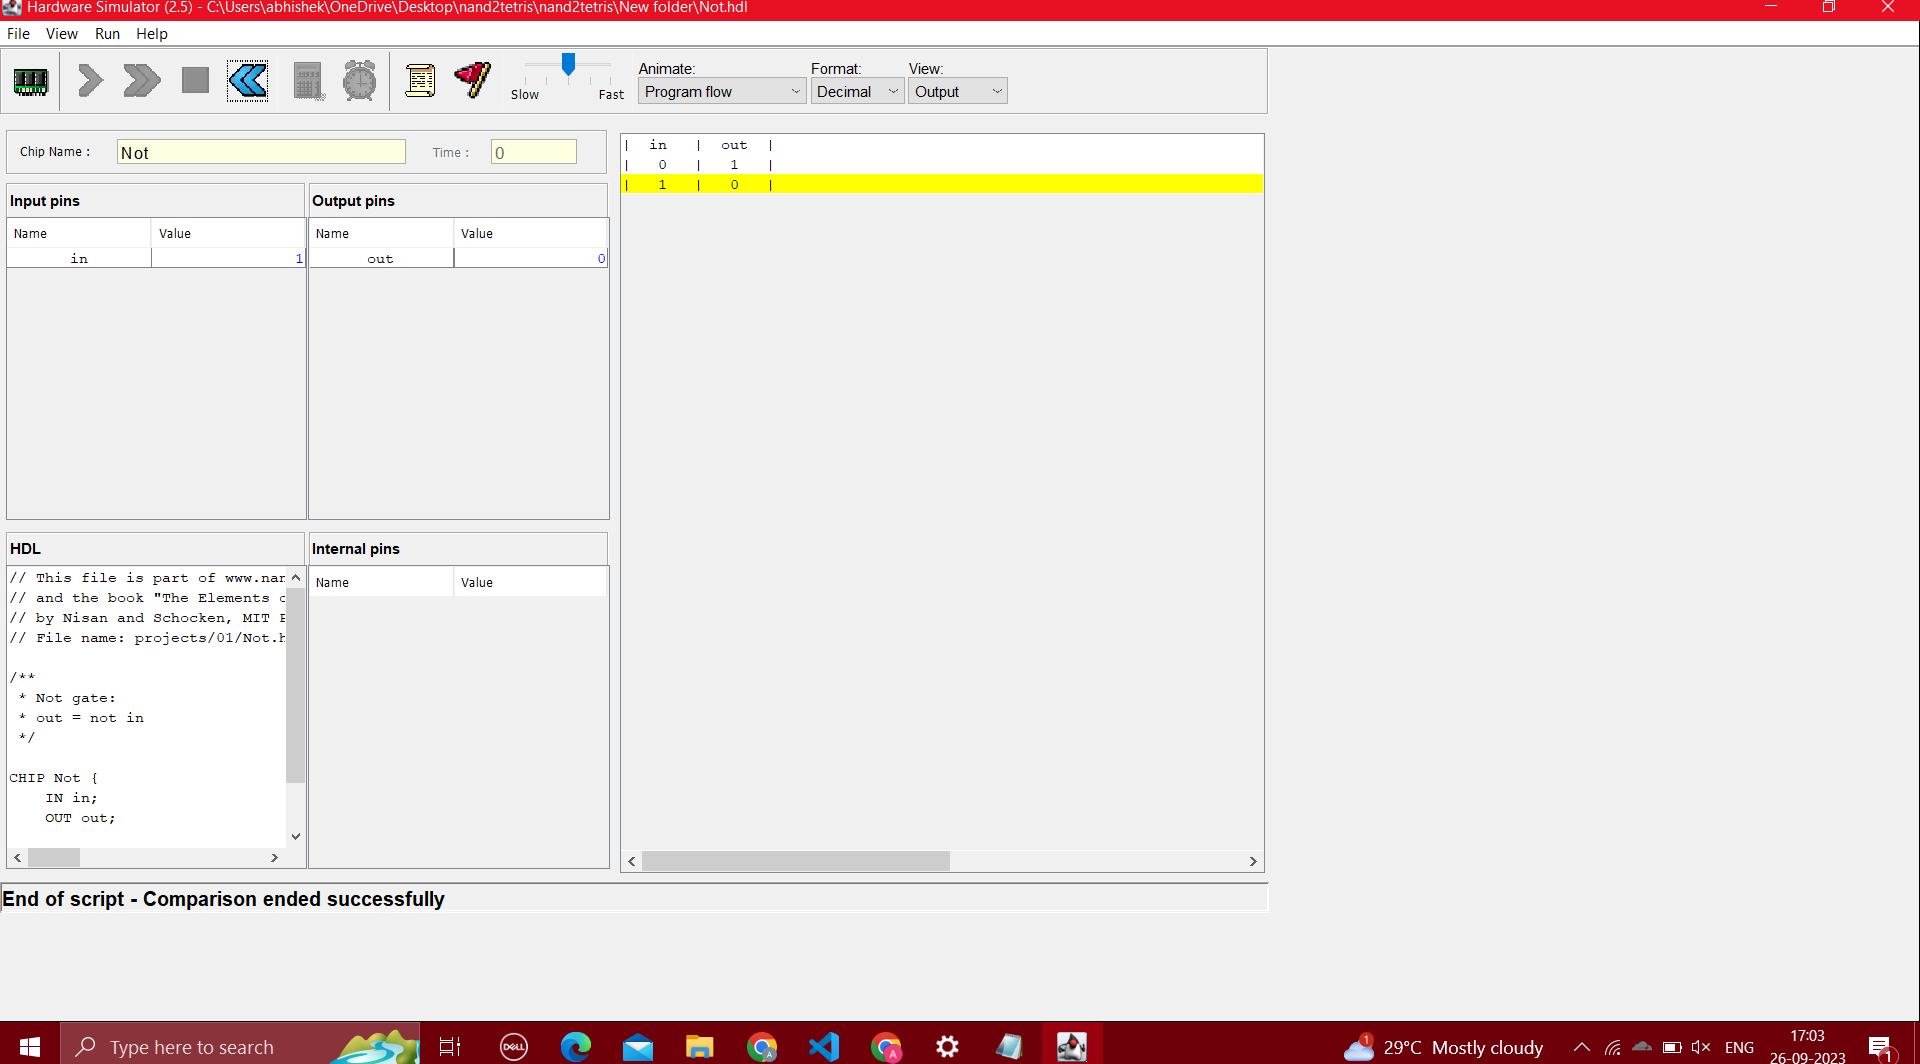 Hardware Simulator (2.5) - C:\Users\abhishek\OneDrive\Desktop\nand2tetris\nand2tetris\New folder\Not.hdl
File View Run Help
Slow Fast
Animate: Format: View:
Program flow Decimal Output
Chip Name : Not Time : 0
Input pins
Name Value
in 1
Output pins
Name Value
out 0
HDL
// This file is part of www.nan
// and the book "The Elements o
// by Nisan and Schocken, MIT P
// File name: projects/01/Not.h
/**
* Not gate:
* out = not in
*/
CHIP Not {
IN in;
OUT out;
Internal pins
Name Value
| in | out |
| 0 | 1 |
| 1 | 0 |
End of script - Comparison ended successfully
Type here to search
DELL
A
A
1
29°C Mostly cloudy
ENG
17:03
26-09-2023
1